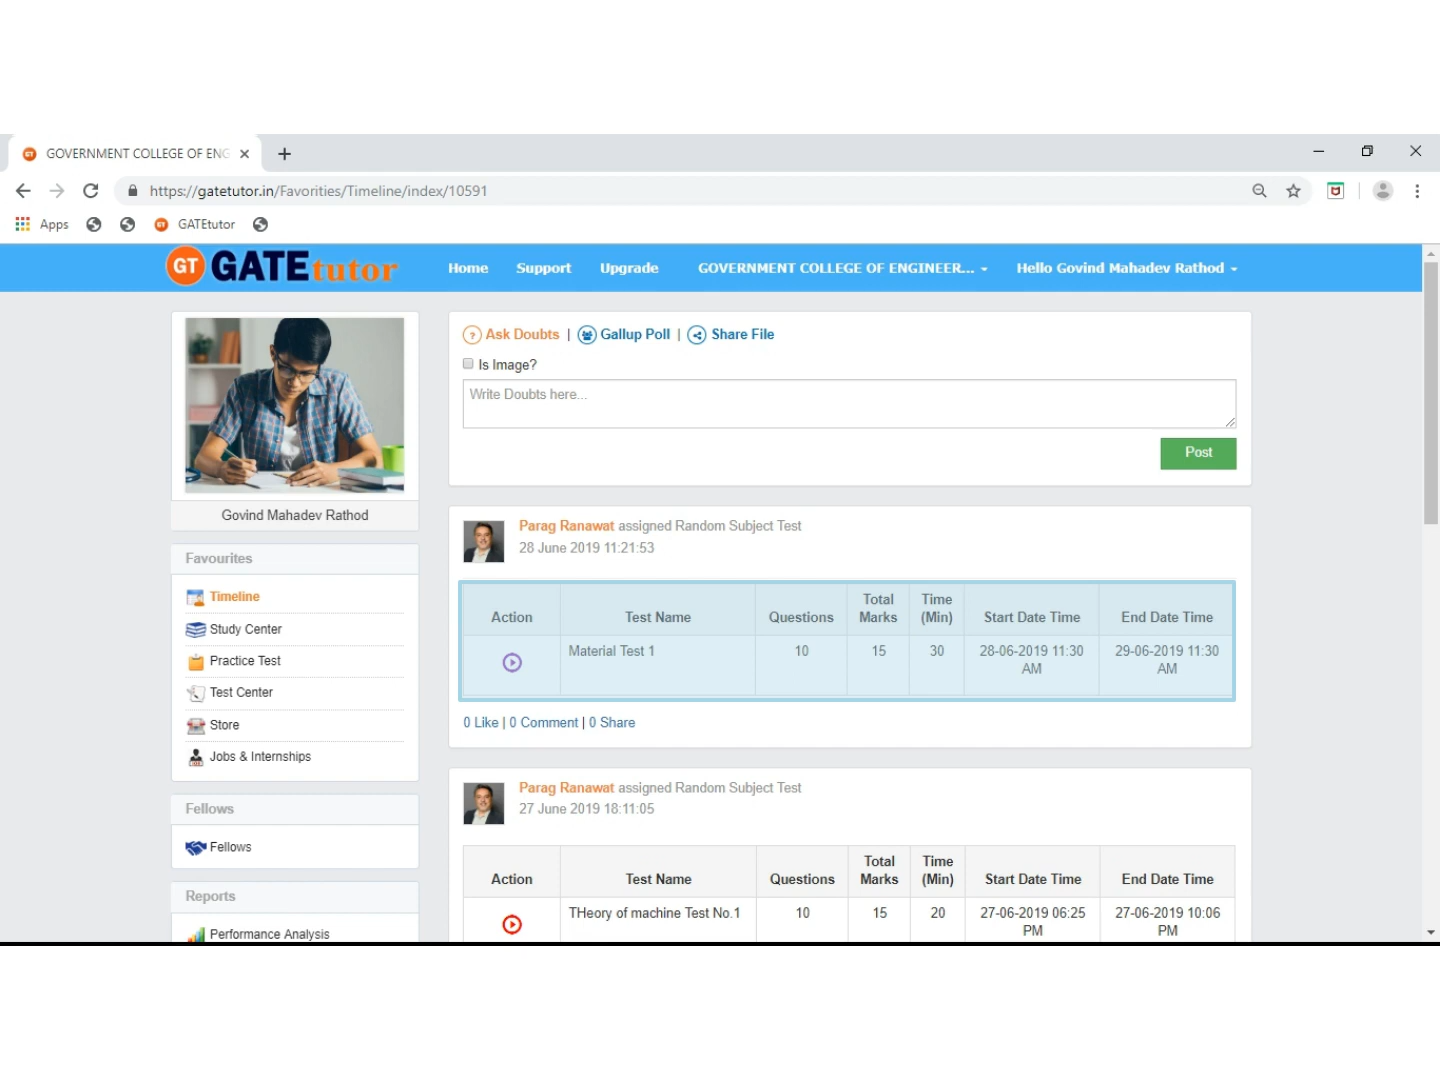 GOVERNMENT COLLEGE OF ENG
https://gatetutor.in/Favorities/Timeline/index/10591
Apps GATEtutor
GT GATEtutor Home Support Upgrade GOVERNMENT COLLEGE OF ENGINEER... Hello Govind Mahadev Rathod
Ask Doubts | Gallup Poll | Share File
Is Image?
Write Doubts here...
Post
Govind Mahadev Rathod
Favourites
Timeline
Study Center
Practice Test
Test Center
Store
Jobs & Internships
Fellows
Fellows
Reports
Performance Analysis
Parag Ranawat assigned Random Subject Test
28 June 2019 11:21:53
Action Test Name Questions Total Marks Time (Min) Start Date Time End Date Time
Material Test 1 10 15 30 28-06-2019 11:30 AM 29-06-2019 11:30 AM
0 Like | 0 Comment | 0 Share
Parag Ranawat assigned Random Subject Test
27 June 2019 18:11:05
Action Test Name Questions Total Marks Time (Min) Start Date Time End Date Time
THeory of machine Test No.1 10 15 20 27-06-2019 06:25 PM 27-06-2019 10:06 PM